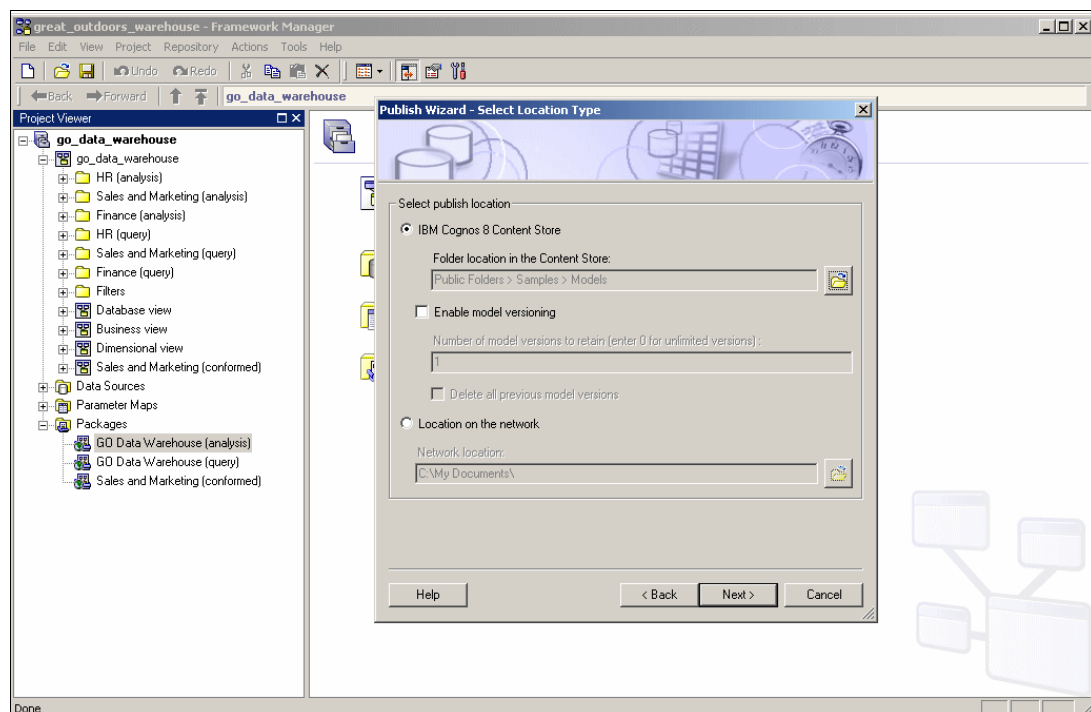 great_outdoors_warehouse - Framework Manager
File Edit View Project Repository Actions Tools Help
Undo Redo
Back Forward go_data_warehouse
Project Viewer
go_data_warehouse
go_data_warehouse
HR (analysis)
Sales and Marketing (analysis)
Finance (analysis)
HR (query)
Sales and Marketing (query)
Finance (query)
Filters
Database view
Business view
Dimensional view
Sales and Marketing (conformed)
Data Sources
Parameter Maps
Packages
GO Data Warehouse (analysis)
GO Data Warehouse (query)
Sales and Marketing (conformed)
Publish Wizard - Select Location Type
Select publish location
IBM Cognos 8 Content Store
Folder location in the Content Store:
Public Folders > Samples > Models
Enable model versioning
Number of model versions to retain (enter 0 for unlimited versions) :
1
Delete all previous model versions
Location on the network
Network location:
C:\My Documents\
Help < Back Next > Cancel
Done